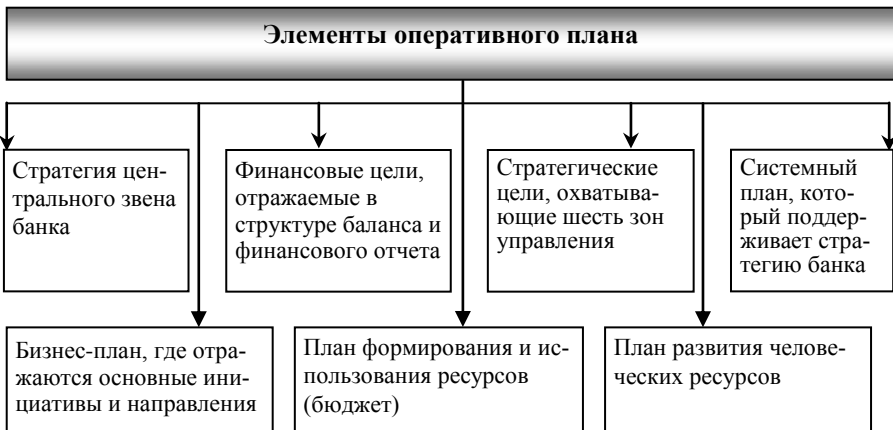 Элементы оперативного плана
Стратегия цен-
трального звена
банка
Финансовые цели,
отражаемые в
структуре баланса и
финансового отчета
Стратегические
цели, охватываю-
ющие шесть зон
управления
Системный
план, кото-
рый поддер-
живает стра-
тегию банка
Бизнес-план, где отра-
жаются основные ини-
циативы и направления
План формирования и ис-
пользования ресурсов
(бюджет)
План развития челове-
ческих ресурсов